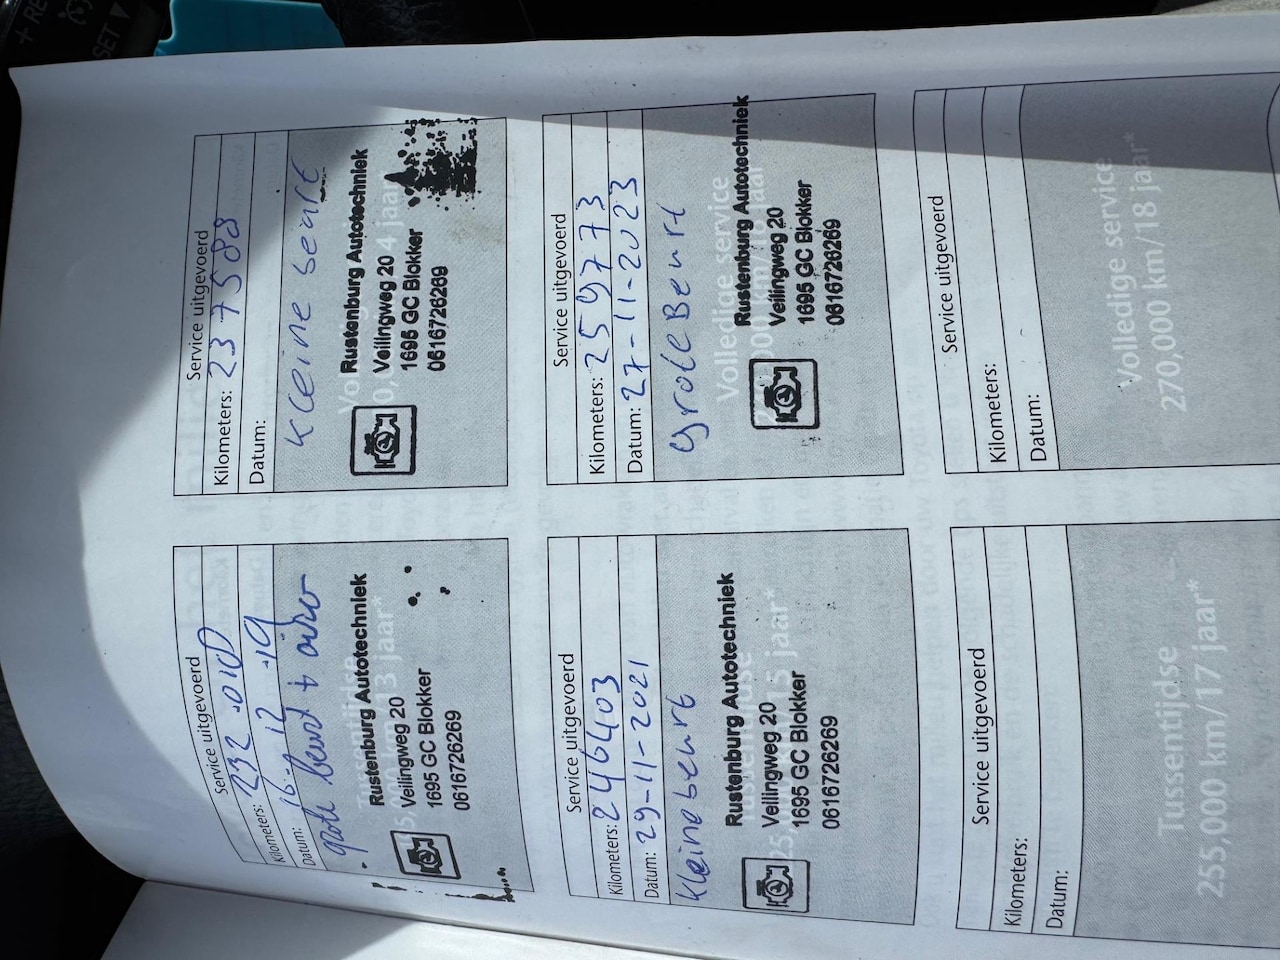 Service uitgevoerd
Kilometers: 232.010
Datum: 16-12-19
grote beurt +
Rustenburg Autotechniek
Veilingweg 20
1695 GC Blokker
0616726269
Service uitgevoerd
Kilometers: 237588
Datum:
Kleine beurt
Rustenburg Autotechniek
Veilingweg 20
1695 GC Blokker
0616726269
Service uitgevoerd
Kilometers: 246403
Datum: 29-11-2021
Kleine beurt
Rustenburg Autotechniek
Veilingweg 20
1695 GC Blokker
0616726269
Service uitgevoerd
Kilometers: 259773
Datum: 27-11-2023
Grote Beurt
Volledige service
Rustenburg Autotechniek
Veilingweg 20
1695 GC Blokker
0616726269
Service uitgevoerd
Kilometers:
Datum:
Tussentijdse
255,000 km/17 jaar*
Service uitgevoerd
Kilometers:
Datum:
Volledige service
270,000 km/18 jaar*